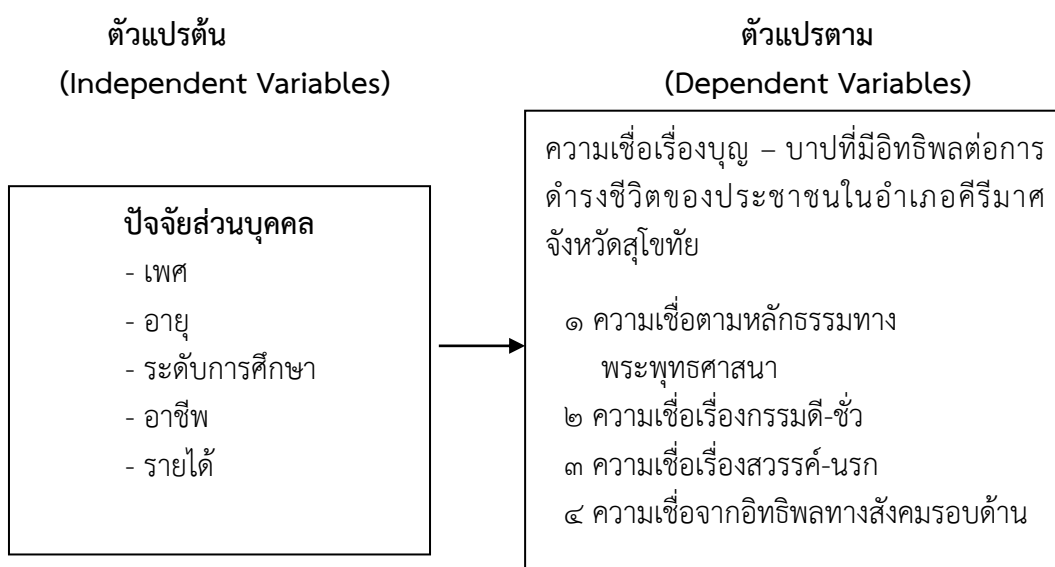 ตัวแปรต้น
(Independent Variables)
ปัจจัยส่วนบุคคล
- เพศ
- อายุ
- ระดับการศึกษา
- อาชีพ
- รายได้
ตัวแปรตาม
(Dependent Variables)
ความเชื่อเรื่องบุญ – บาปที่มีอิทธิพลต่อการ
ดำรงชีวิตของประชาชนในอำเภอคีรีมาศ
จังหวัดสุโขทัย
๑ ความเชื่อตามหลักธรรมทาง
พระพุทธศาสนา
๒ ความเชื่อเรื่องกรรมดี-ชั่ว
๓ ความเชื่อเรื่องสวรรค์-นรก
๔ ความเชื่อจากอิทธิพลทางสังคมรอบด้าน